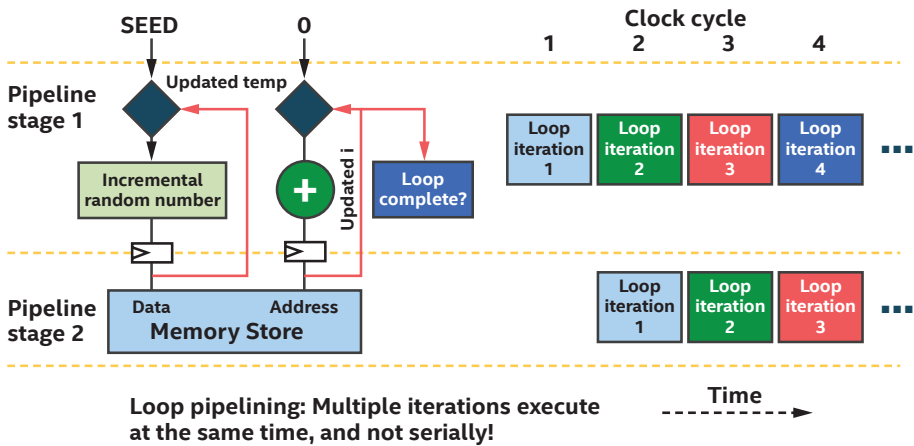 SEED
0
Clock cycle
1 2 3 4
Pipeline
stage 1
Updated temp
Incremental
random number
+
Updated i
Loop
complete?
Loop
iteration
1
Loop
iteration
2
Loop
iteration
3
Loop
iteration
4
...
Pipeline
stage 2
Data
Address
Memory Store
Loop
iteration
1
Loop
iteration
2
Loop
iteration
3
...
Loop pipelining: Multiple iterations execute
at the same time, and not serially!
Time